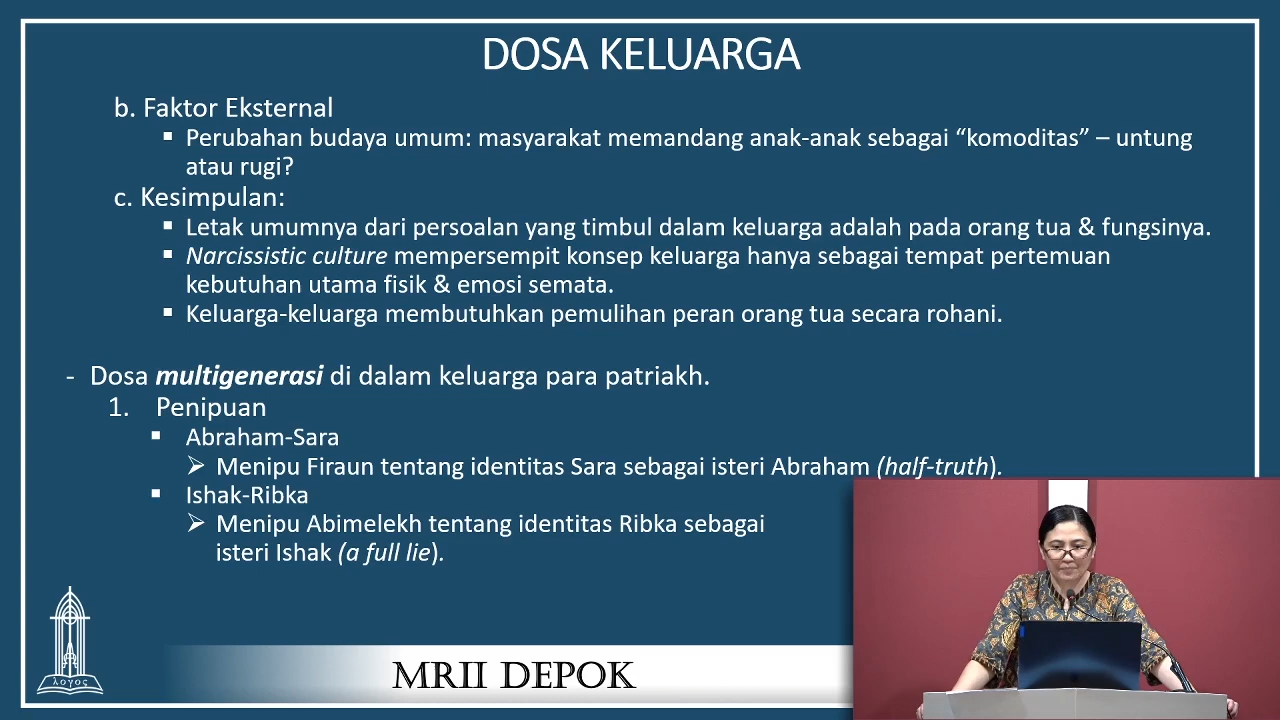 DOSA KELUARGA
b. Faktor Eksternal
▪ Perubahan budaya umum: masyarakat memandang anak-anak sebagai “komoditas” – untung
atau rugi?
c. Kesimpulan:
▪ Letak umumnya dari persoalan yang timbul dalam keluarga adalah pada orang tua & fungsinya.
▪ Narcissistic culture mempersempit konsep keluarga hanya sebagai tempat pertemuan
kebutuhan utama fisik & emosi semata.
▪ Keluarga-keluarga membutuhkan pemulihan peran orang tua secara rohani.
- Dosa multigenerasi di dalam keluarga para patriakh.
1. Penipuan
▪ Abraham-Sara
➢ Menipu Firaun tentang identitas Sara sebagai isteri Abraham (half-truth).
▪ Ishak-Ribka
➢ Menipu Abimelekh tentang identitas Ribka sebagai
isteri Ishak (a full lie).
λογος
MRII DEPOK